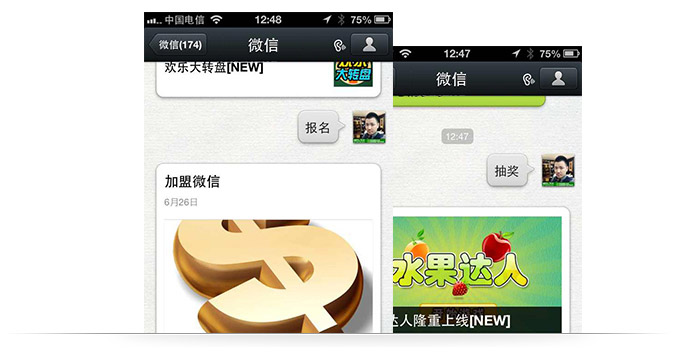 中国电信 12:48 75%
微信(174) 微信
欢乐大转盘[NEW]
大转盘
报名
加盟微信
6月26日
12:47 75%
微信
12:47
抽奖
水果达人
达人隆重上线[NEW]